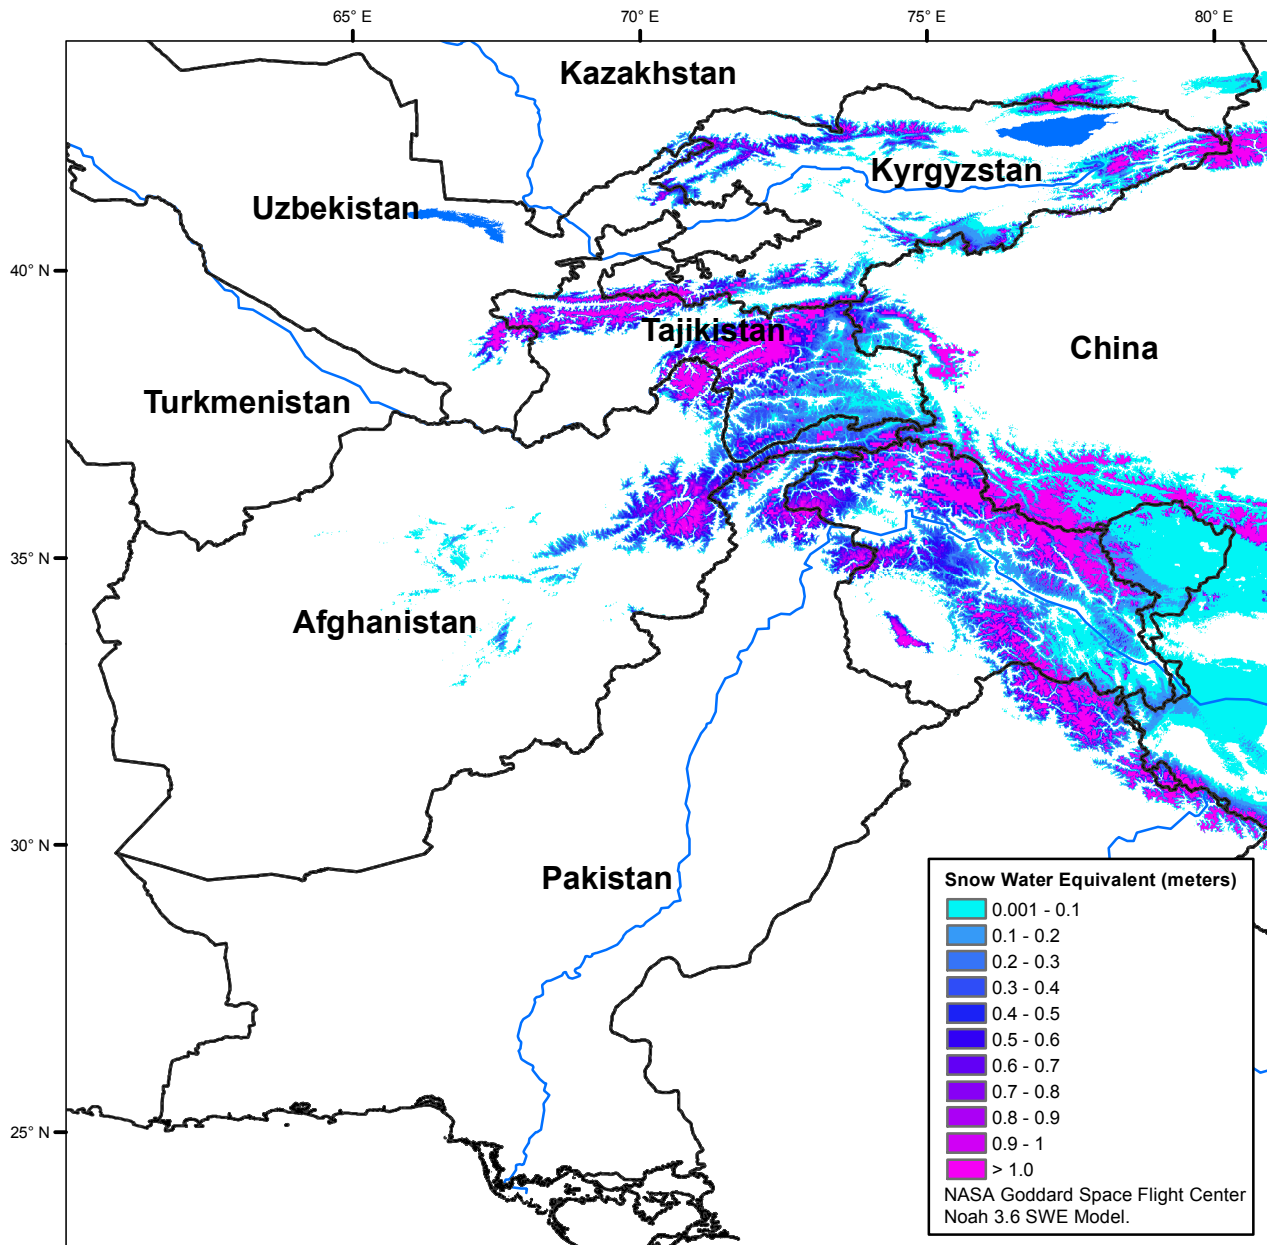 65° E
70° E
75° E
80° E
Kazakhstan
Kyrgyzstan
Uzbekistan
40° N
Tajikistan
China
Turkmenistan
35° N
Afghanistan
30° N
Pakistan
25° N
Snow Water Equivalent (meters)
0.001 - 0.1
0.1 - 0.2
0.2 - 0.3
0.3 - 0.4
0.4 - 0.5
0.5 - 0.6
0.6 - 0.7
0.7 - 0.8
0.8 - 0.9
0.9 - 1
> 1.0
NASA Goddard Space Flight Center
Noah 3.6 SWE Model.